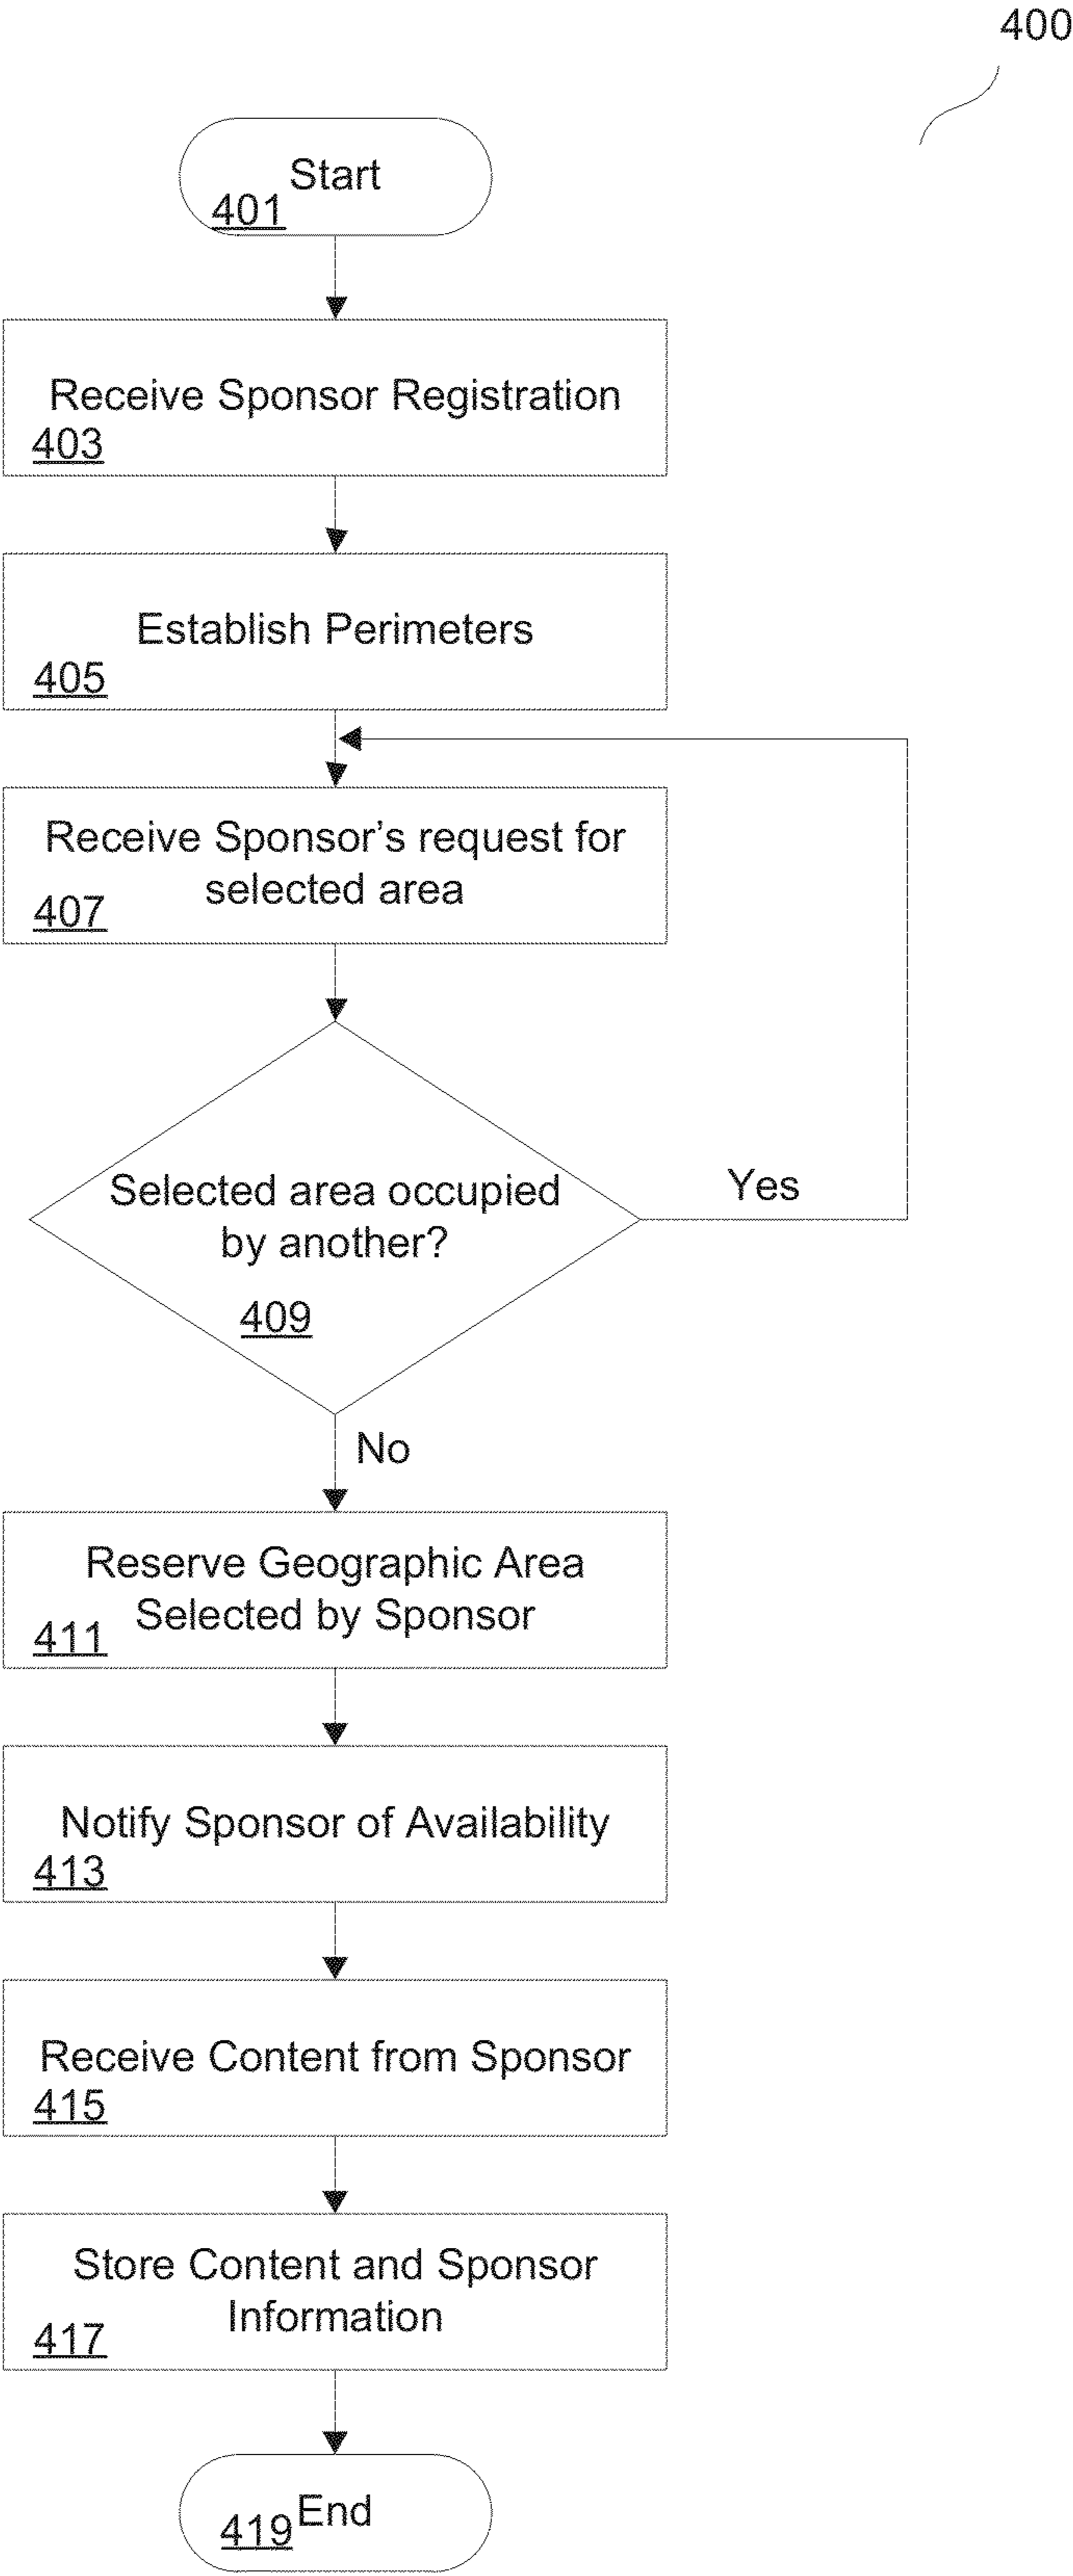 400
Start
401
Receive Sponsor Registration
403
Establish Perimeters
405
Receive Sponsor’s request for
selected area
407
Selected area occupied
by another?
409
Yes
No
Reserve Geographic Area
Selected by Sponsor
411
Notify Sponsor of Availability
413
Receive Content from Sponsor
415
Store Content and Sponsor
Information
417
End
419